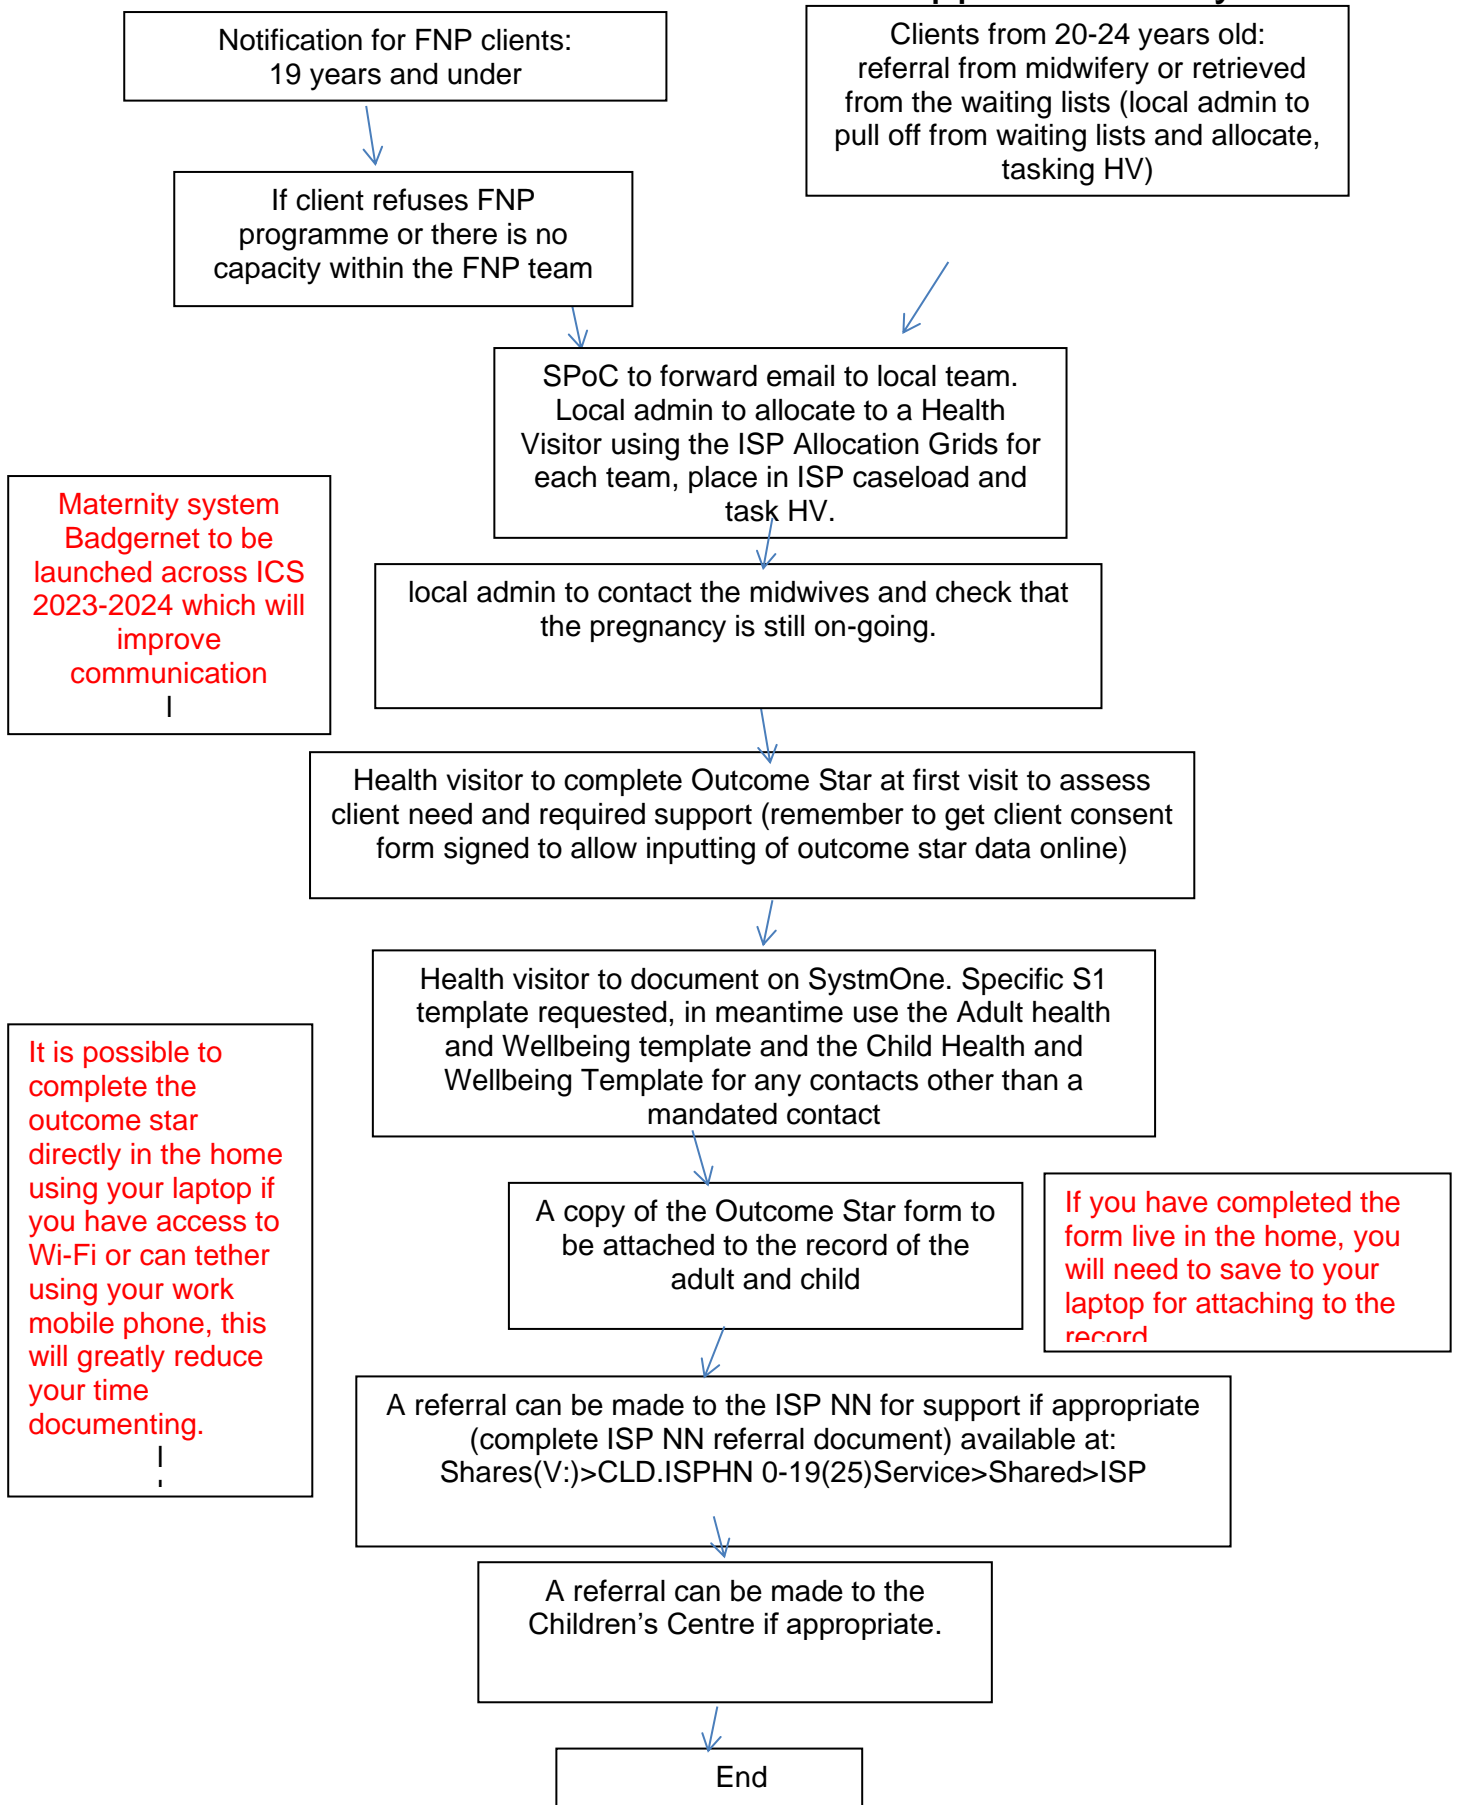 Notification for FNP clients:
19 years and under
Clients from 20-24 years old:
referral from midwifery or retrieved
from the waiting lists (local admin to
pull off from waiting lists and allocate,
tasking HV)
If client refuses FNP
programme or there is no
capacity within the FNP team
SPoC to forward email to local team.
Local admin to allocate to a Health
Visitor using the ISP Allocation Grids for
each team, place in ISP caseload and
task HV.
Maternity system
Badgernet to be
launched across ICS
2023-2024 which will
improve
communication
local admin to contact the midwives and check that
the pregnancy is still on-going.
Health visitor to complete Outcome Star at first visit to assess
client need and required support (remember to get client consent
form signed to allow inputting of outcome star data online)
Health visitor to document on SystmOne. Specific S1
template requested, in meantime use the Adult health
and Wellbeing template and the Child Health and
Wellbeing Template for any contacts other than a
mandated contact
It is possible to
complete the
outcome star
directly in the home
using your laptop if
you have access to
Wi-Fi or can tether
using your work
mobile phone, this
will greatly reduce
your time
documenting.
A copy of the Outcome Star form to
be attached to the record of the
adult and child
If you have completed the
form live in the home, you
will need to save to your
laptop for attaching to the
record
A referral can be made to the ISP NN for support if appropriate
(complete ISP NN referral document) available at:
Shares(V:)>CLD.ISPHN 0-19(25)Service>Shared>ISP
A referral can be made to the
Children’s Centre if appropriate.
End